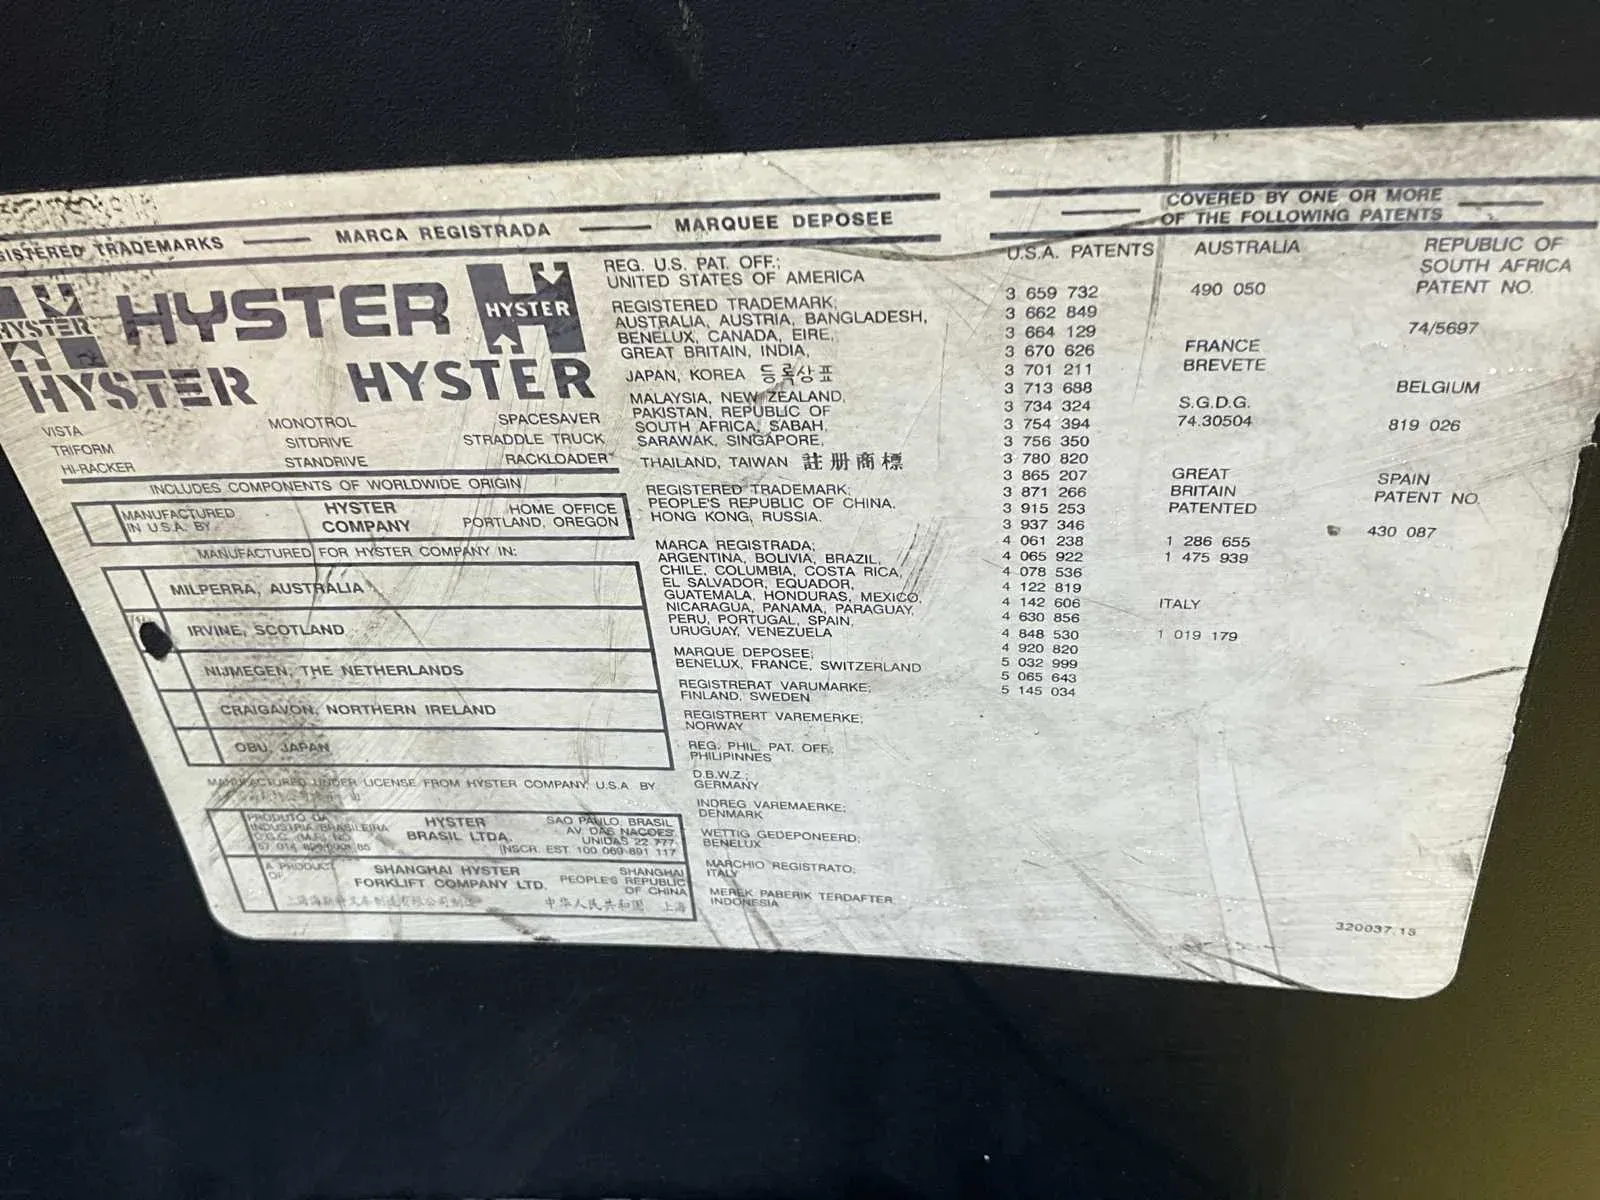 REGISTERED TRADEMARKS
MARCA REGISTRADA
MARQUEE DEPOSEE
HYSTER
HYSTER
HYSTER
HYSTER
HYSTER
VISTA
TRIFORM
HI-RACKER
MONOTROL
SITDRIVE
STANDRIVE
SPACESAVER
STRADDLE TRUCK
RACKLOADER
INCLUDES COMPONENTS OF WORLDWIDE ORIGIN
MANUFACTURED
IN U.S.A. BY
HYSTER
COMPANY
HOME OFFICE
PORTLAND, OREGON
MANUFACTURED FOR HYSTER COMPANY IN:
MILPERRA, AUSTRALIA
IRVINE, SCOTLAND
NIJMEGEN, THE NETHERLANDS
CRAIGAVON, NORTHERN IRELAND
OBU, JAPAN
MANUFACTURED UNDER LICENSE FROM HYSTER COMPANY, U.S.A BY
PRODUTO DA
INDUSTRIA BRASILEIRA
HYSTER
BRASIL LTDA.
SAO PAULO, BRASIL
AV. DAS NACOES
UNIDAS 22.777
INSCR. EST. 100 069 891 117
A PRODUCT
OF
SHANGHAI HYSTER
FORKLIFT COMPANY LTD.
SHANGHAI
PEOPLE'S REPUBLIC
OF CHINA
中华人民共和国 上海
REG. U.S. PAT. OFF.;
UNITED STATES OF AMERICA
REGISTERED TRADEMARK;
AUSTRALIA, AUSTRIA, BANGLADESH,
BENELUX, CANADA, EIRE,
GREAT BRITAIN, INDIA,
JAPAN, KOREA 등록상표
MALAYSIA, NEW ZEALAND,
PAKISTAN, REPUBLIC OF
SOUTH AFRICA, SABAH,
SARAWAK, SINGAPORE,
THAILAND, TAIWAN 註册商標
REGISTERED TRADEMARK;
PEOPLE'S REPUBLIC OF CHINA,
HONG KONG, RUSSIA.
MARCA REGISTRADA;
ARGENTINA, BOLIVIA, BRAZIL,
CHILE, COLUMBIA, COSTA RICA,
EL SALVADOR, EQUADOR,
GUATEMALA, HONDURAS, MEXICO,
NICARAGUA, PANAMA, PARAGUAY,
PERU, PORTUGAL, SPAIN,
URUGUAY, VENEZUELA
MARQUE DEPOSEE;
BENELUX, FRANCE, SWITZERLAND
REGISTRERAT VARUMARKE;
FINLAND, SWEDEN
REGISTRERT VAREMERKE;
NORWAY
REG. PHIL. PAT. OFF.;
PHILIPINNES
D.B.W.Z.;
GERMANY
INDREG VAREMAERKE;
DENMARK
WETTIG GEDEPONEERD;
BENELUX
MARCHIO REGISTRATO;
ITALY
MEREK PABERIK TERDAFTER
INDONESIA
COVERED BY ONE OR MORE
OF THE FOLLOWING PATENTS
U.S.A. PATENTS
3 659 732
3 662 849
3 664 129
3 670 626
3 701 211
3 713 688
3 734 324
3 754 394
3 756 350
3 780 820
3 865 207
3 871 266
3 915 253
3 937 346
4 061 238
4 065 922
4 078 536
4 122 819
4 142 606
4 630 856
4 848 530
4 920 820
5 032 999
5 065 643
5 145 034
AUSTRALIA
490 050
FRANCE
BREVETE
S.G.D.G.
74.30504
GREAT
BRITAIN
PATENTED
1 286 655
1 475 939
ITALY
1 019 179
REPUBLIC OF
SOUTH AFRICA
PATENT NO.
74/5697
BELGIUM
819 026
SPAIN
PATENT NO.
430 087
320037.15